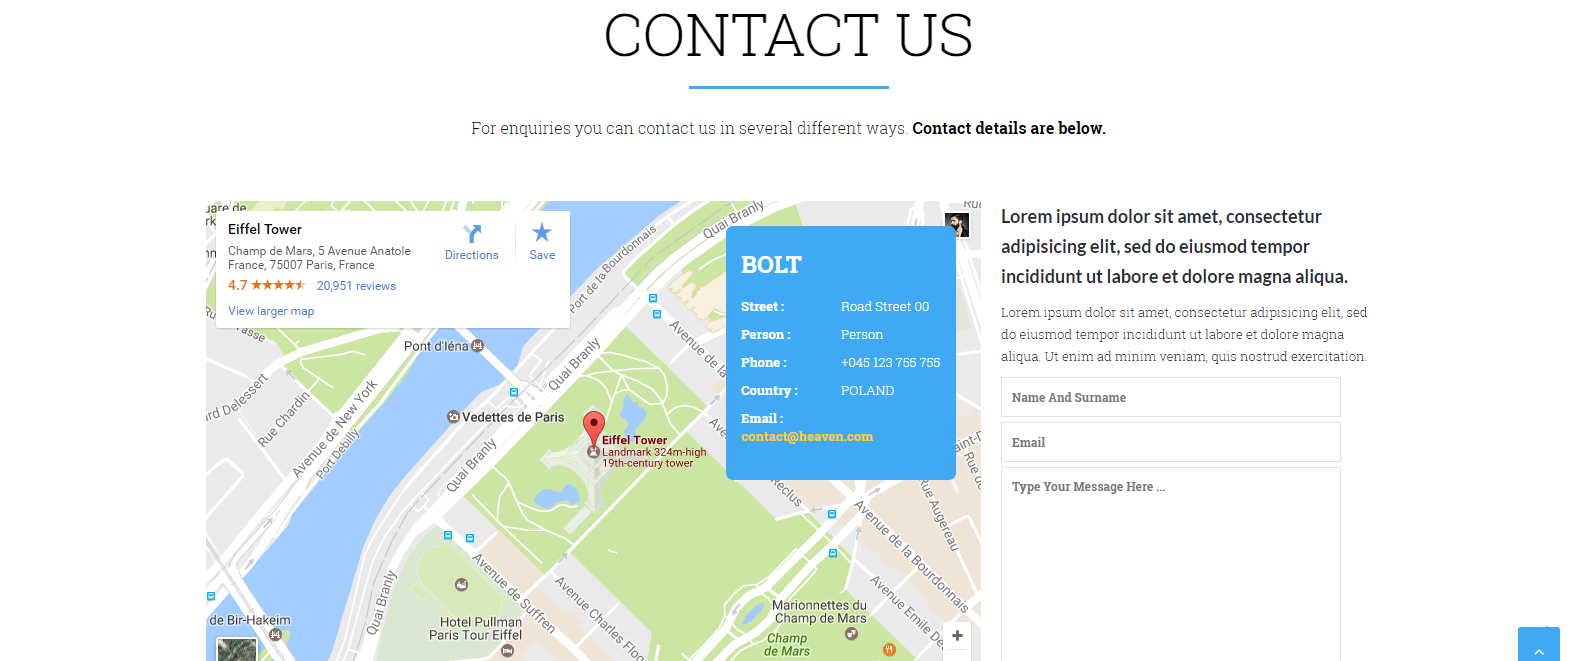 CONTACT US
For enquiries you can contact us in several different ways. Contact details are below.
Eiffel Tower
Champ de Mars, 5 Avenue Anatole
France, 75007 Paris, France
4.7
20,951 reviews
View larger map
Directions
Save
Quai Branly
Port de la Bourdonnais
Pont d'Iéna
Quai Branly
Avenue de la
Rue Chardin
Avenue de New York
Port Debilly
Vedettes de Paris
Eiffel Tower
Landmark 324m-high
19th-century tower
Quai Branly
Avenue de Suffren
Avenue Charles
Quai Branly
de Bir-Hakeim
Hotel Pullman
Paris Tour Eiffel
Marionnettes du
Champ de Mars
Champ
de Mars
Avenue de la Bourdonnais
Rue Augereau
Avenue Emile
BOLT
Street : Road Street 00
Person : Person
Phone : +045 123 755 755
Country : POLAND
Email :
contact@heaven.com
Lorem ipsum dolor sit amet, consectetur
adipisicing elit, sed do eiusmod tempor
incididunt ut labore et dolore magna aliqua.
Lorem ipsum dolor sit amet, consectetur adipisicing elit, sed
do eiusmod tempor incididunt ut labore et dolore magna
aliqua. Ut enim ad minim veniam, quis nostrud exercitation.
Name And Surname
Email
Type Your Message Here ...